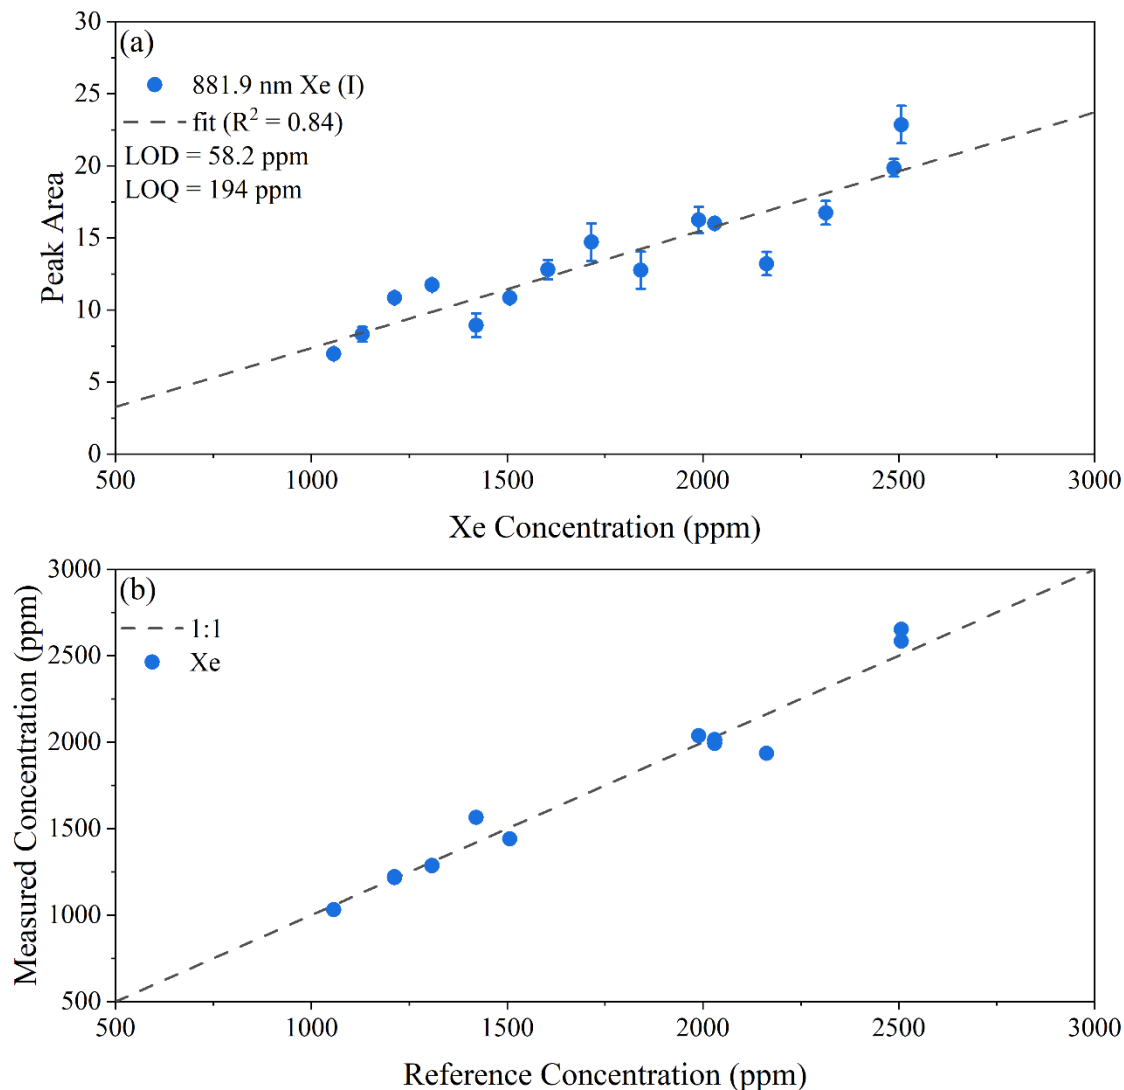 (a)
881.9 nm Xe (I)
fit (R² = 0.84)
LOD = 58.2 ppm
LOQ = 194 ppm
Peak Area
30
25
20
15
10
5
0
500 1000 1500 2000 2500 3000
Xe Concentration (ppm)
(b)
1:1
Xe
Measured Concentration (ppm)
3000
2500
2000
1500
1000
500
500 1000 1500 2000 2500 3000
Reference Concentration (ppm)